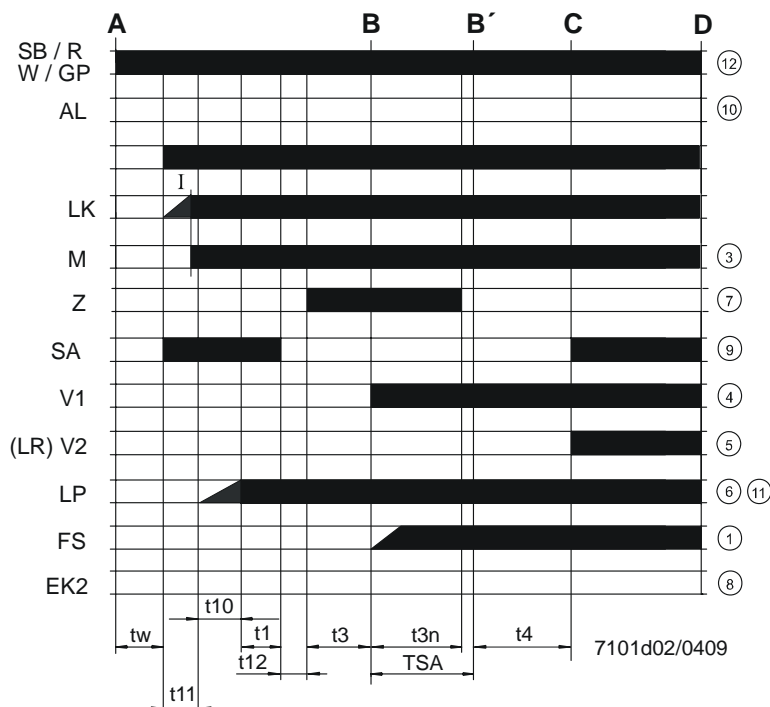 A B B´ C D
SB / R
W / GP 12
AL 10
I
LK
M 3
Z 7
SA 9
V1 4
(LR) V2 5
LP 6 11
FS 1
EK2 8
t10
tw t1 t3 t3n t4 7101d02/0409
t12 TSA
t11